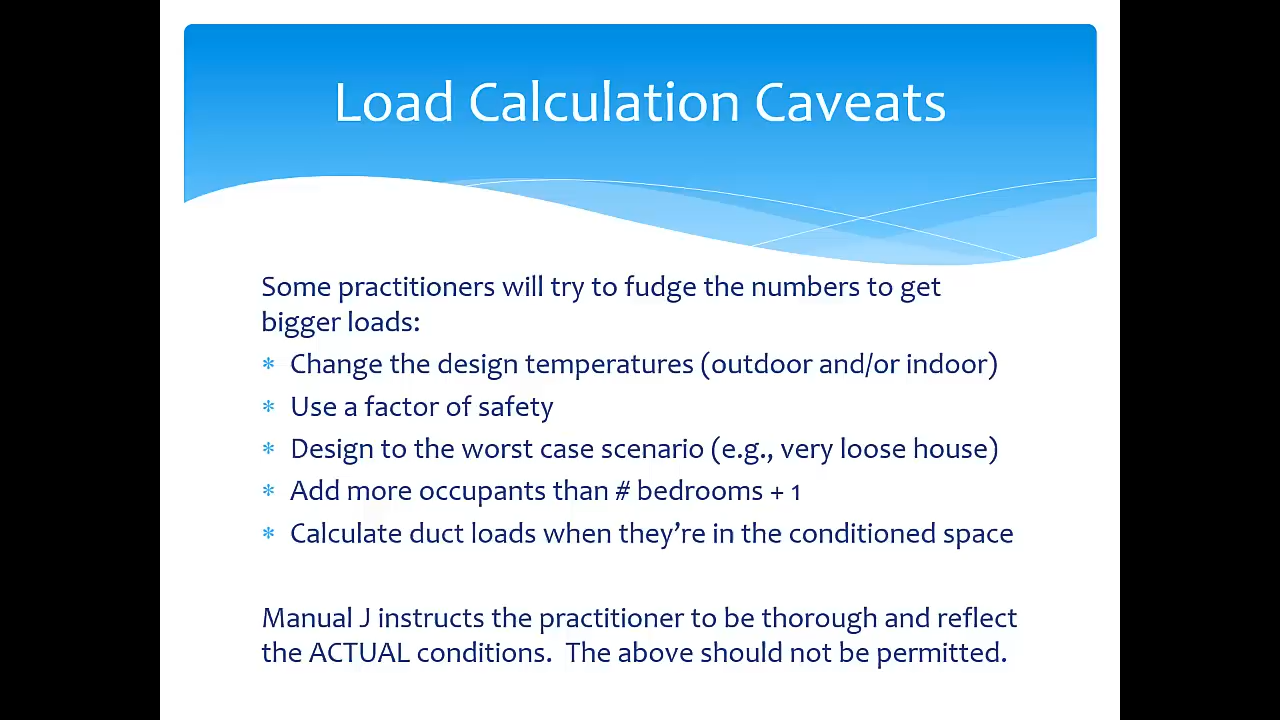 Load Calculation Caveats
Some practitioners will try to fudge the numbers to get
bigger loads:
* Change the design temperatures (outdoor and/or indoor)
* Use a factor of safety
* Design to the worst case scenario (e.g., very loose house)
* Add more occupants than # bedrooms + 1
* Calculate duct loads when they’re in the conditioned space
Manual J instructs the practitioner to be thorough and reflect
the ACTUAL conditions.  The above should not be permitted.